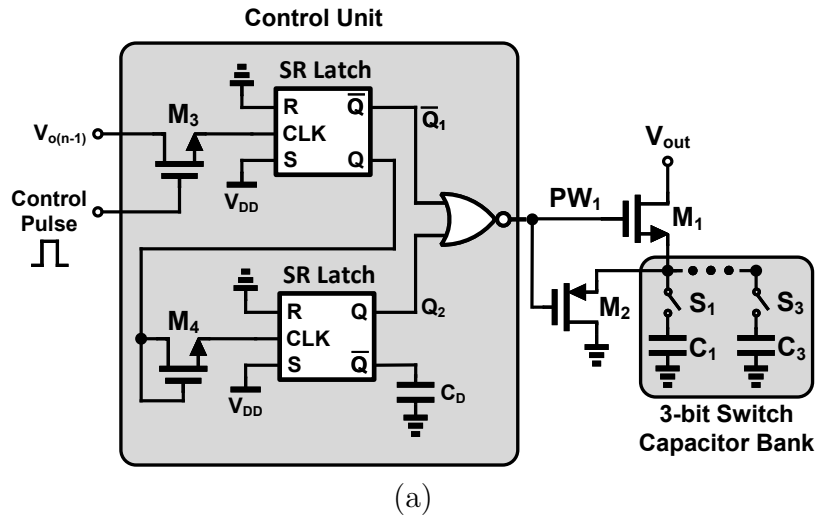 Control Unit
SR Latch
R
Q̅
Q̅₁
M₃
Vₒ₍ₙ₋₁₎
CLK
S
Q
V_DD
Control
Pulse
V_out
PW₁
M₁
SR Latch
R
Q
Q₂
M₂
S₁
S₃
M₄
CLK
S
Q̅
V_DD
C_D
C₁
C₃
3-bit Switch
Capacitor Bank
(a)